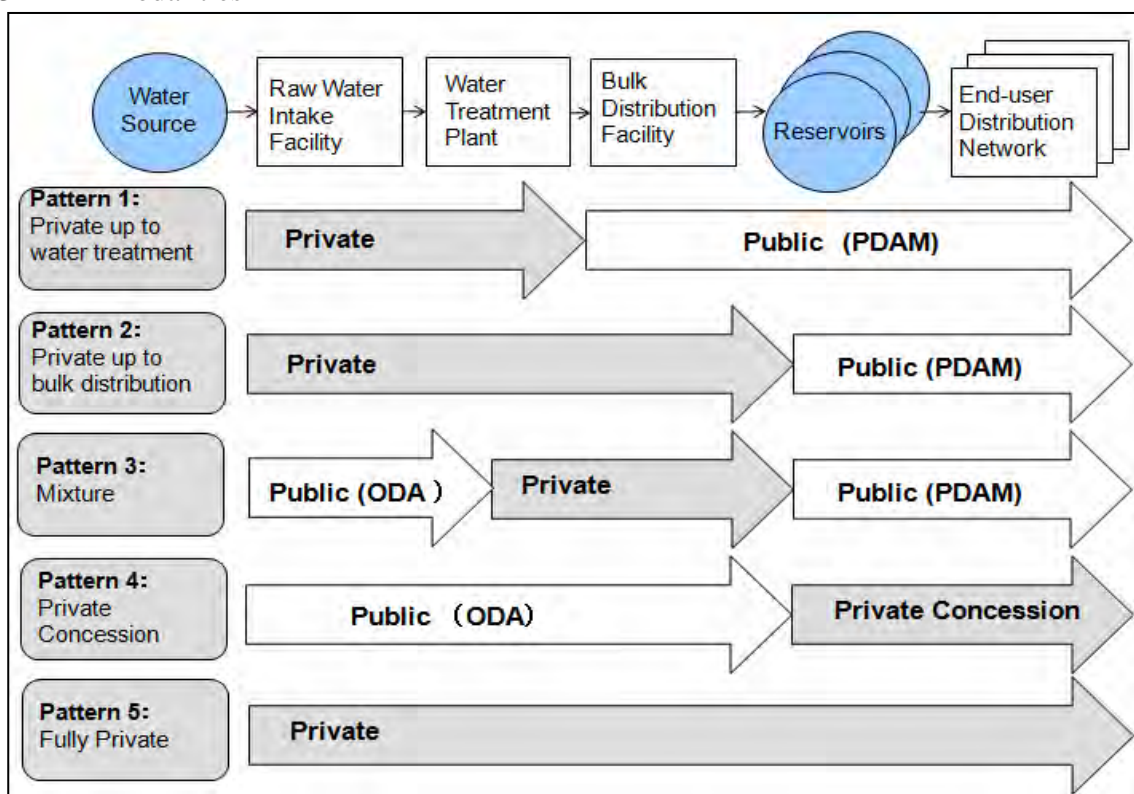 Water
Source
Raw Water
Intake
Facility
Water
Treatment
Plant
Bulk
Distribution
Facility
Reservoirs
End-user
Distribution
Network
Pattern 1:
Private up to
water treatment
Private
Public (PDAM)
Pattern 2:
Private up to
bulk distribution
Private
Public (PDAM)
Pattern 3:
Mixture
Public (ODA)
Private
Public (PDAM)
Pattern 4:
Private
Concession
Public (ODA)
Private Concession
Pattern 5:
Fully Private
Private